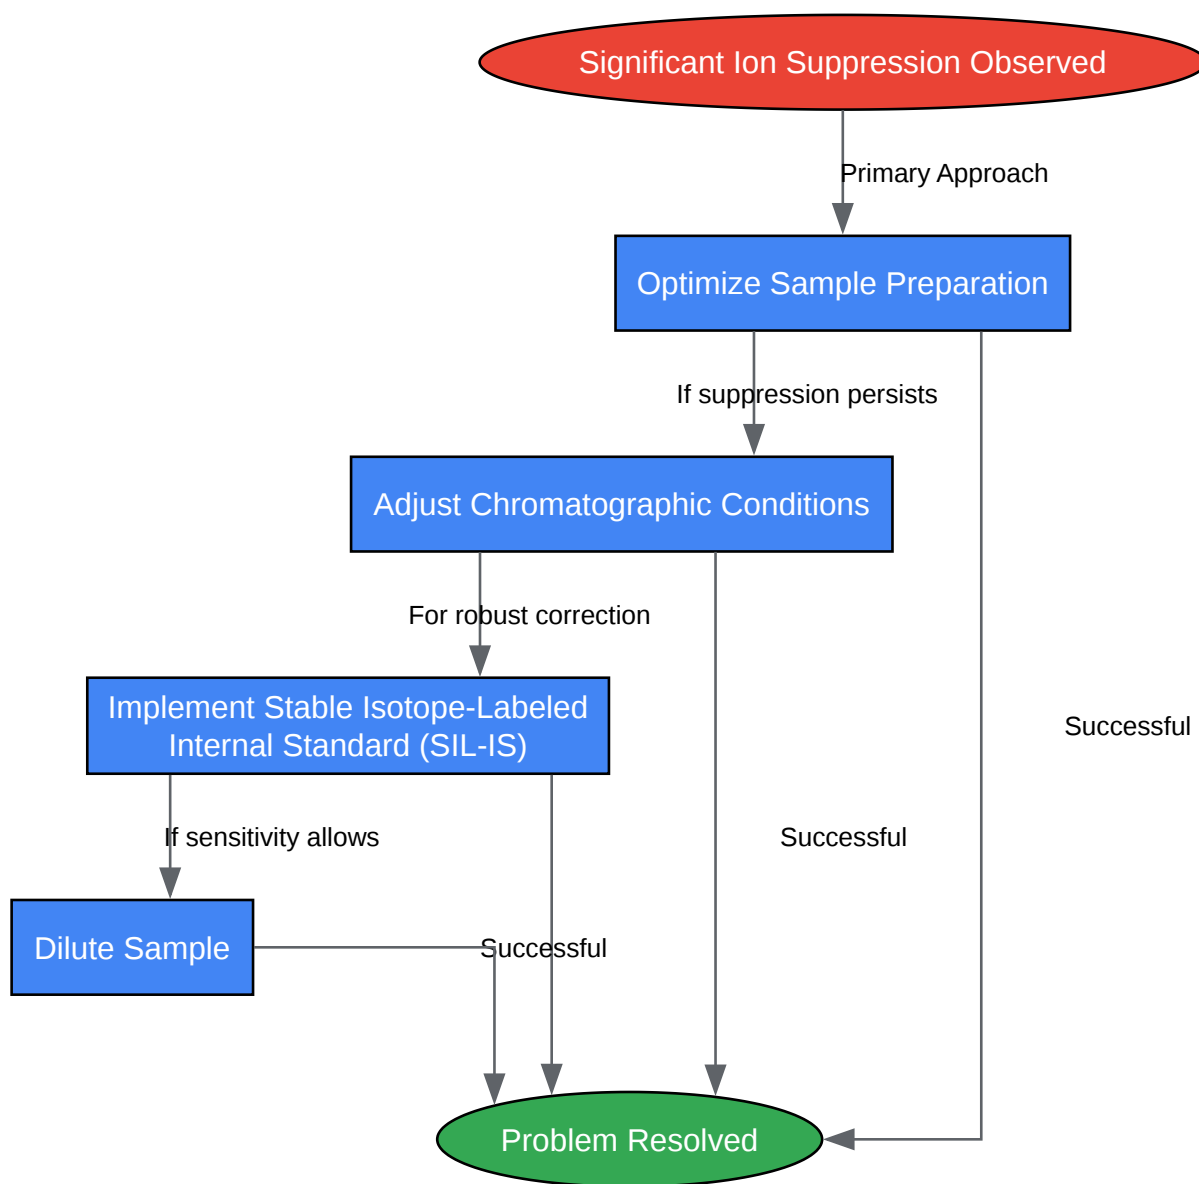 Significant Ion Suppression Observed
Primary Approach
Optimize Sample Preparation
If suppression persists
Adjust Chromatographic Conditions
For robust correction
Implement Stable Isotope-Labeled
Internal Standard (SIL-IS)
Successful
If sensitivity allows
Successful
Dilute Sample
Successful
Problem Resolved